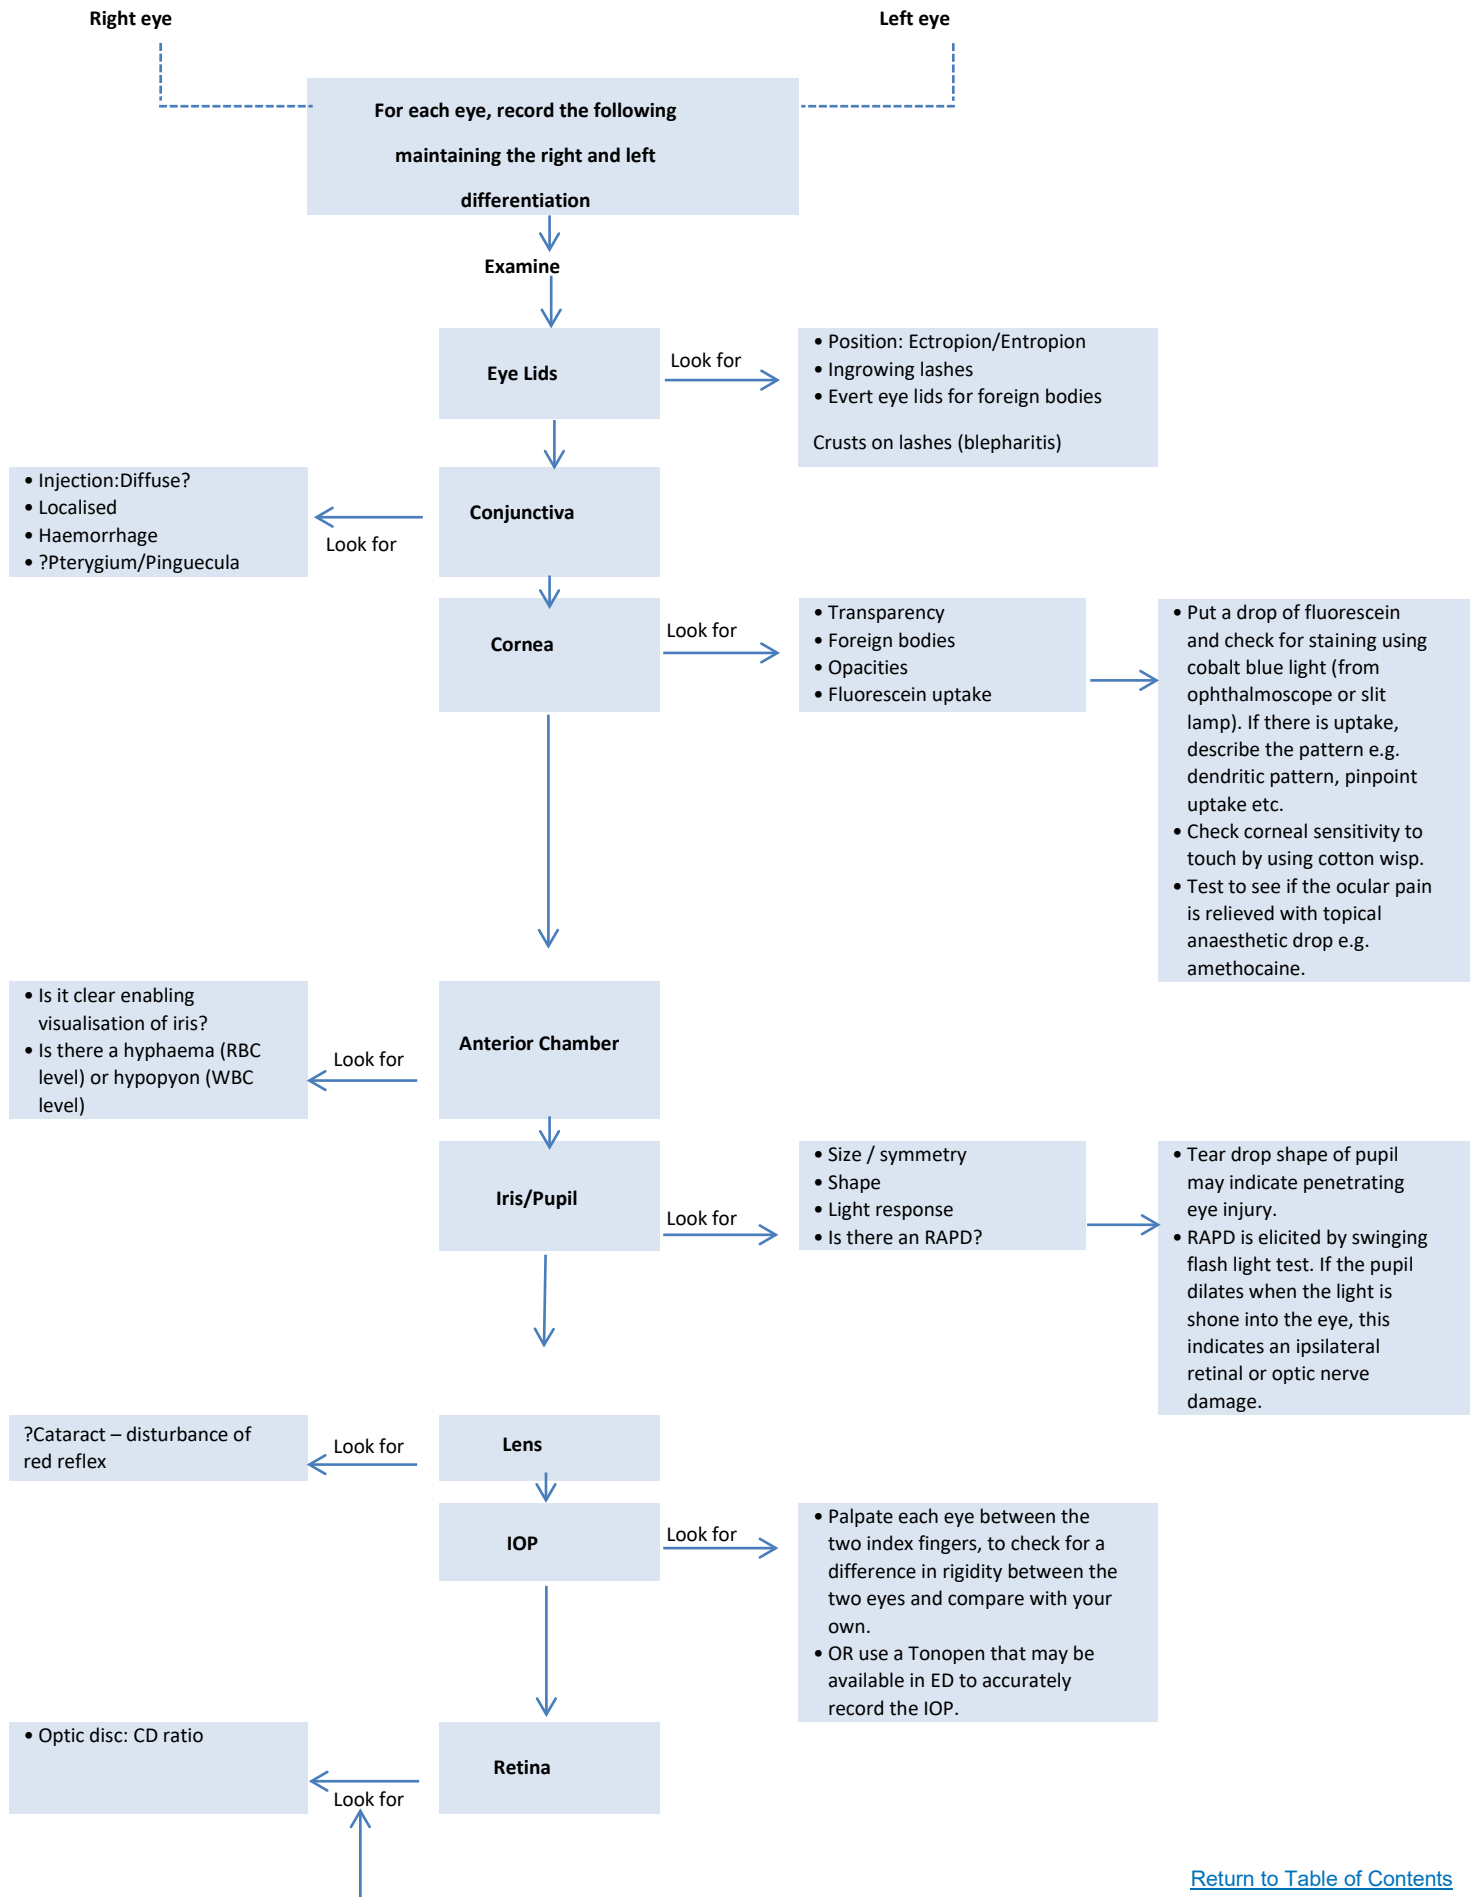 Right eye
Left eye
For each eye, record the following
maintaining the right and left
differentiation
Examine
Eye Lids
Look for
• Position: Ectropion/Entropion
• Ingrowing lashes
• Evert eye lids for foreign bodies
Crusts on lashes (blepharitis)
• Injection:Diffuse?
• Localised
• Haemorrhage
• ?Pterygium/Pinguecula
Look for
Conjunctiva
Cornea
Look for
• Transparency
• Foreign bodies
• Opacities
• Fluorescein uptake
• Put a drop of fluorescein
and check for staining using
cobalt blue light (from
ophthalmoscope or slit
lamp). If there is uptake,
describe the pattern e.g.
dendritic pattern, pinpoint
uptake etc.
• Check corneal sensitivity to
touch by using cotton wisp.
• Test to see if the ocular pain
is relieved with topical
anaesthetic drop e.g.
amethocaine.
• Is it clear enabling
visualisation of iris?
• Is there a hyphaema (RBC
level) or hypopyon (WBC
level)
Look for
Anterior Chamber
Iris/Pupil
Look for
• Size / symmetry
• Shape
• Light response
• Is there an RAPD?
• Tear drop shape of pupil
may indicate penetrating
eye injury.
• RAPD is elicited by swinging
flash light test. If the pupil
dilates when the light is
shone into the eye, this
indicates an ipsilateral
retinal or optic nerve
damage.
?Cataract – disturbance of
red reflex
Look for
Lens
IOP
Look for
• Palpate each eye between the
two index fingers, to check for a
difference in rigidity between the
two eyes and compare with your
own.
• OR use a Tonopen that may be
available in ED to accurately
record the IOP.
• Optic disc: CD ratio
Look for
Retina
Return to Table of Contents